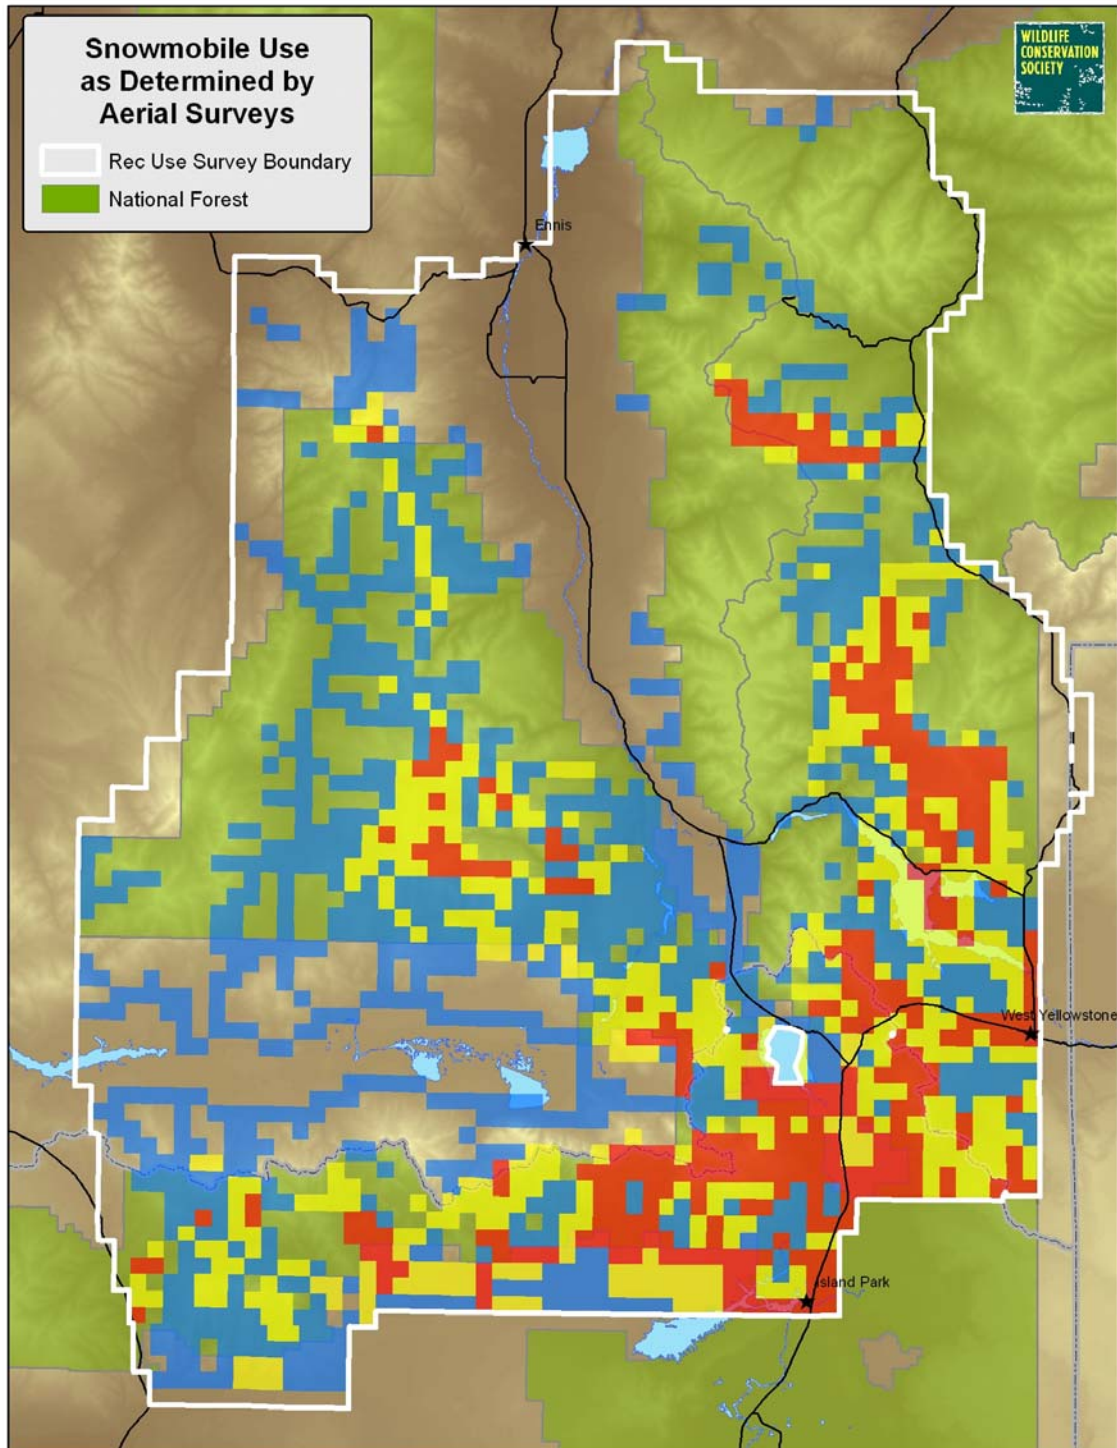 Snowmobile Use
as Determined by
Aerial Surveys
Rec Use Survey Boundary
National Forest
WILDLIFE
CONSERVATION
SOCIETY
Ennis
West Yellowstone
Island Park